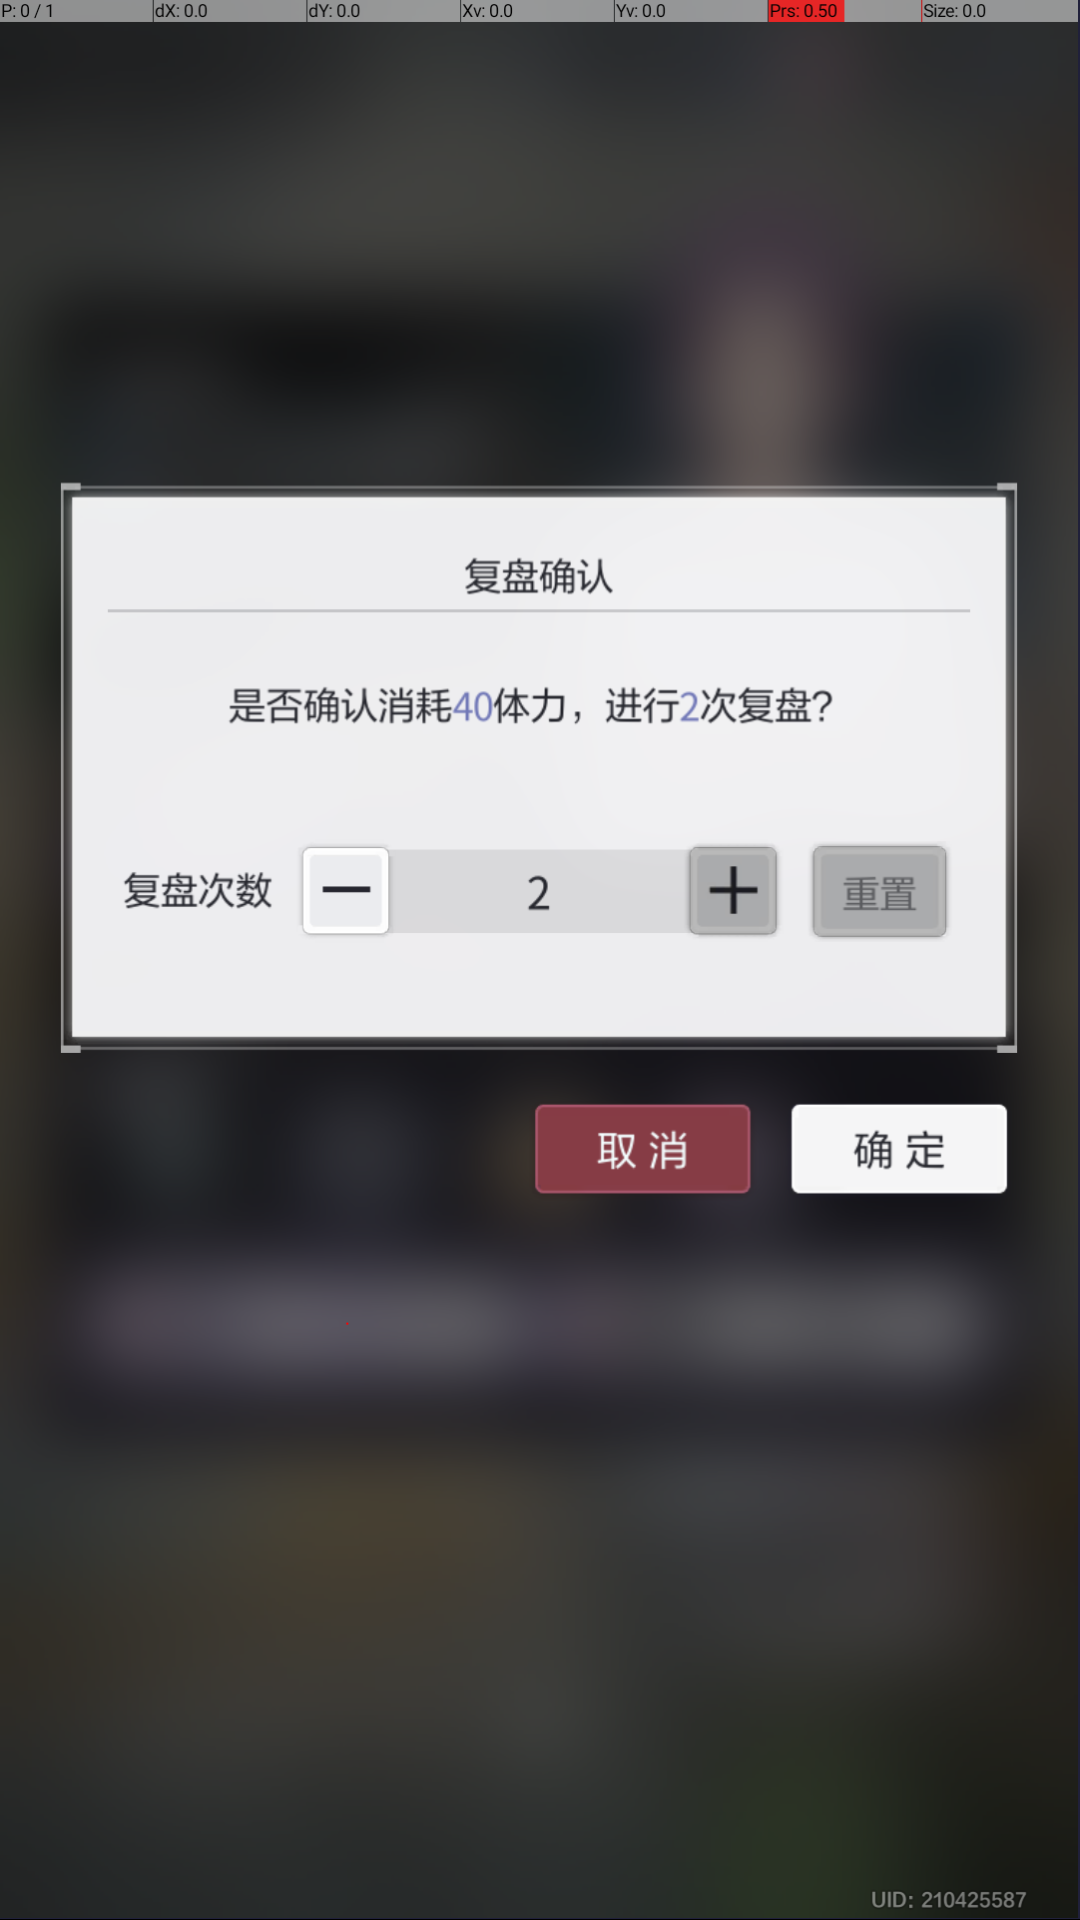 P: 0 / 1 dX: 0.0 dY: 0.0 Xv: 0.0 Yv: 0.0 Prs: 0.50 Size: 0.0
复盘确认
是否确认消耗40体力，进行2次复盘?
复盘次数 — 2 + 重置
取消 确定
UID: 210425587